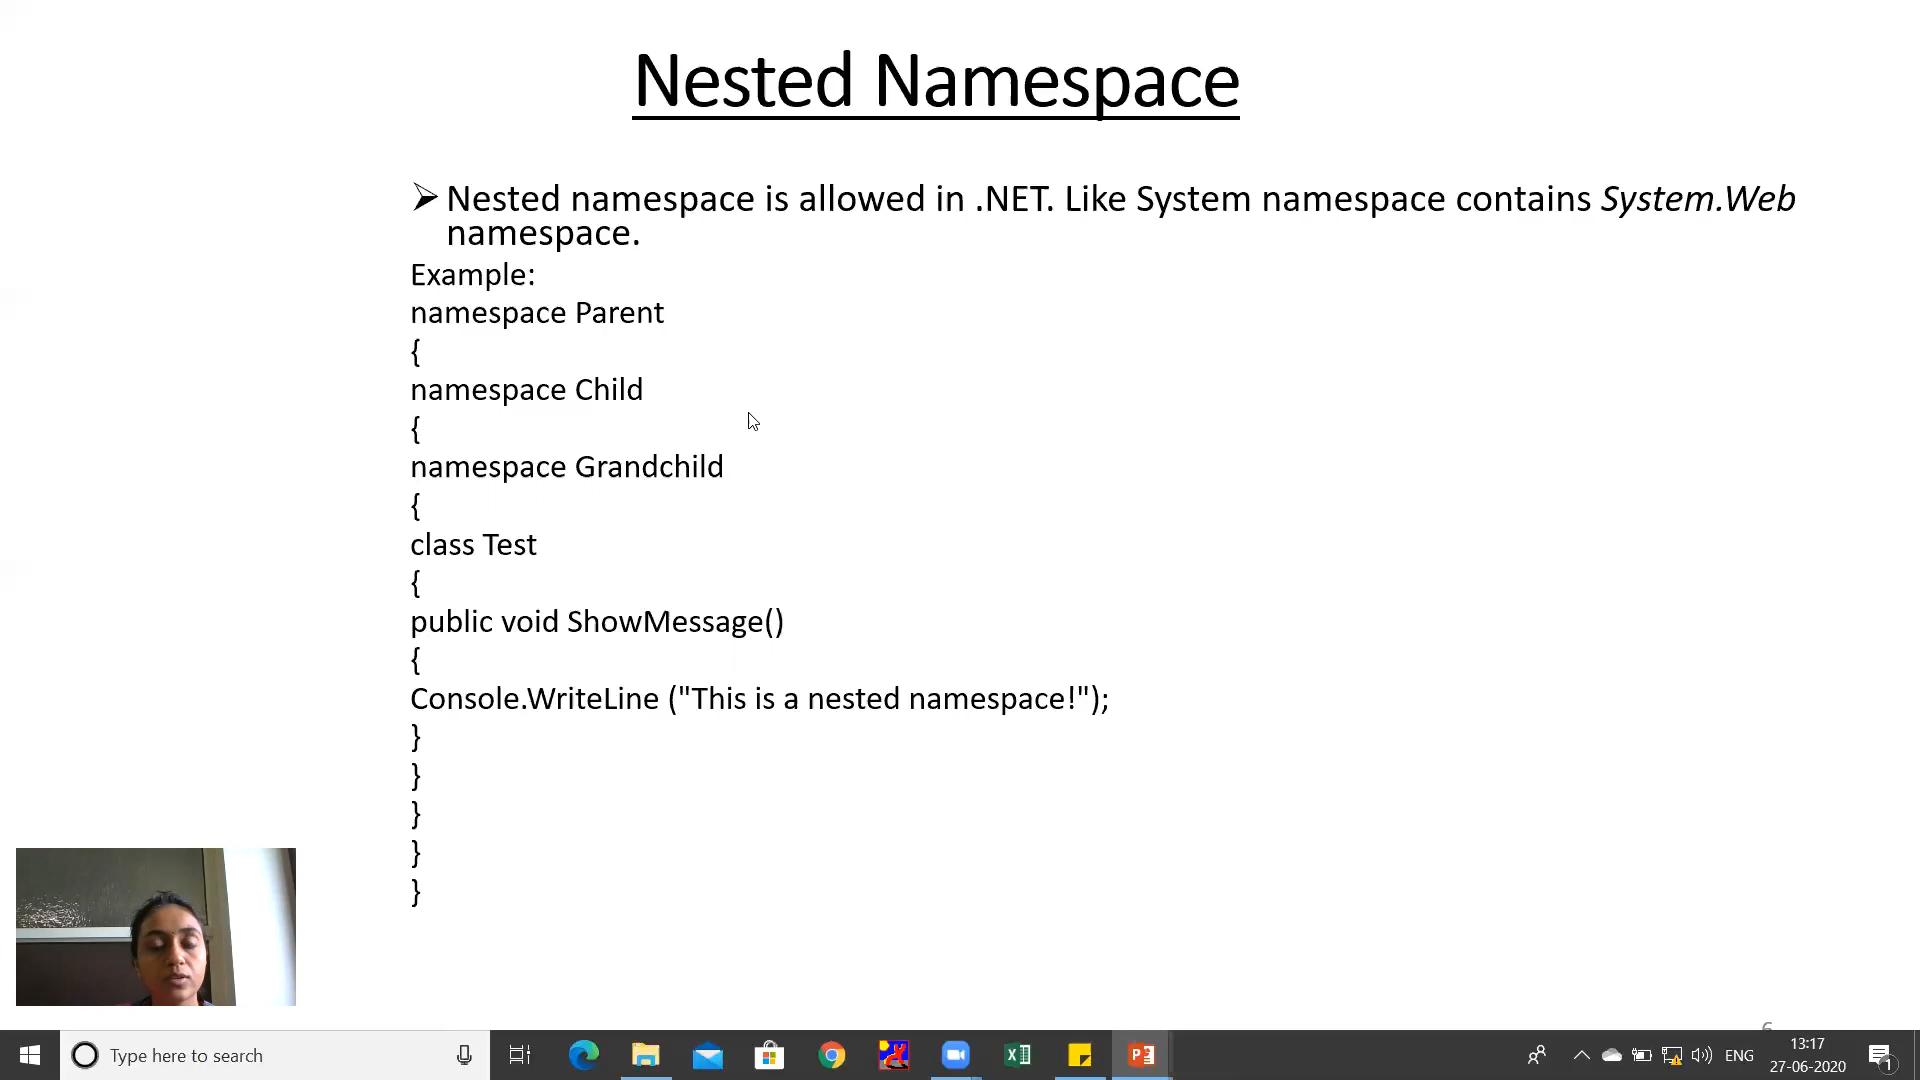 Nested Namespace
➢ Nested namespace is allowed in .NET. Like System namespace contains System.Web
namespace.
Example:
namespace Parent
{
namespace Child
{
namespace Grandchild
{
class Test
{
public void ShowMessage()
{
Console.WriteLine ("This is a nested namespace!");
}
}
}
}
}
6
Type here to search
ENG
13:17
27-06-2020
1